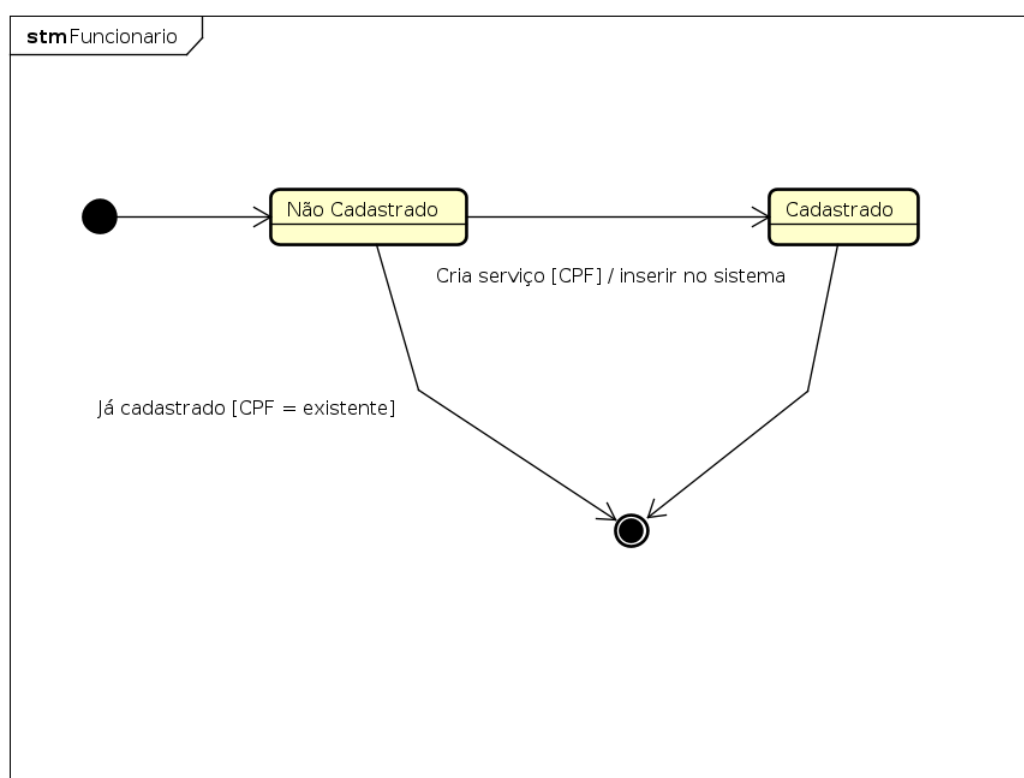 stm Funcionario
Não Cadastrado
Cadastrado
Cria serviço [CPF] / inserir no sistema
Já cadastrado [CPF = existente]